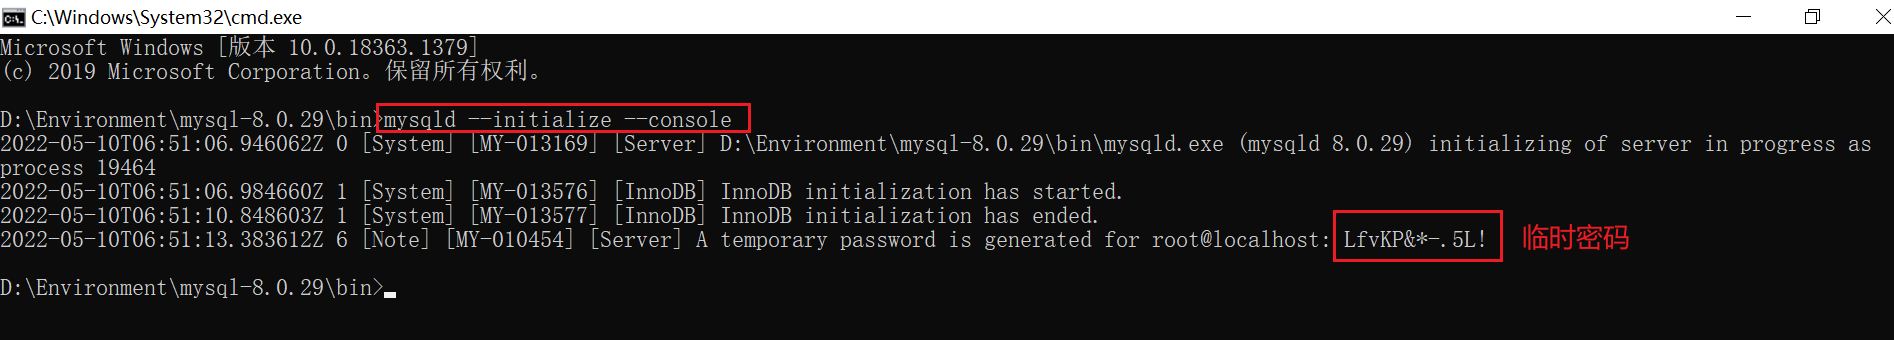 C:\Windows\System32\cmd.exe
Microsoft Windows [版本 10.0.18363.1379]
(c) 2019 Microsoft Corporation。保留所有权利。
D:\Environment\mysql-8.0.29\bin>mysqld --initialize --console
2022-05-10T06:51:06.946062Z 0 [System] [MY-013169] [Server] D:\Environment\mysql-8.0.29\bin\mysqld.exe (mysqld 8.0.29) initializing of server in progress as
process 19464
2022-05-10T06:51:06.984660Z 1 [System] [MY-013576] [InnoDB] InnoDB initialization has started.
2022-05-10T06:51:10.848603Z 1 [System] [MY-013577] [InnoDB] InnoDB initialization has ended.
2022-05-10T06:51:13.383612Z 6 [Note] [MY-010454] [Server] A temporary password is generated for root@localhost: LfvKP&*-.5L! 临时密码
D:\Environment\mysql-8.0.29\bin>